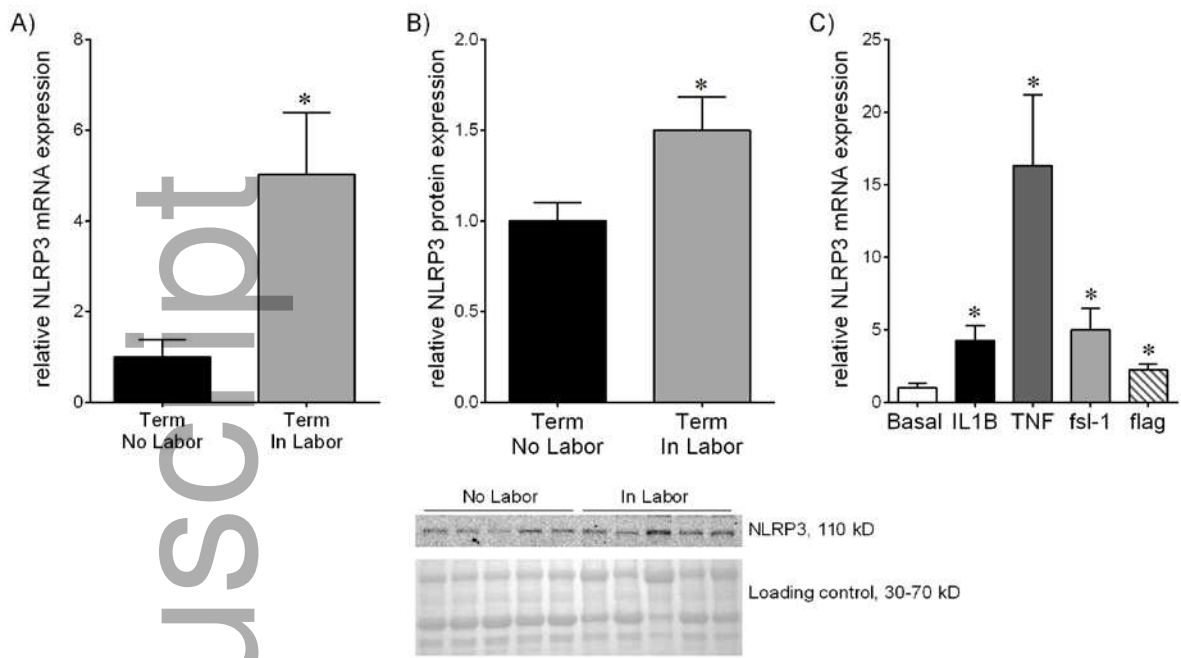 A)
relative NLRP3 mRNA expression
8
6
4
2
0
*
Term
No Labor
Term
In Labor
B)
relative NLRP3 protein expression
2.0
1.5
1.0
0.5
0.0
*
Term
No Labor
Term
In Labor
No Labor
In Labor
NLRP3, 110 kD
Loading control, 30-70 kD
C)
relative NLRP3 mRNA expression
25
20
15
10
5
0
*
*
*
*
Basal IL1B TNF fsl-1 flag
uscript